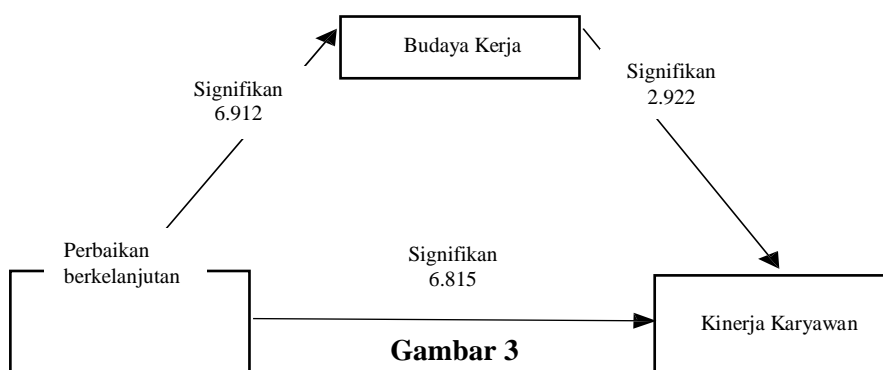 Budaya Kerja
Signifikan
6.912
Signifikan
2.922
Perbaikan
berkelanjutan
Signifikan
6.815
Kinerja Karyawan
Gambar 3